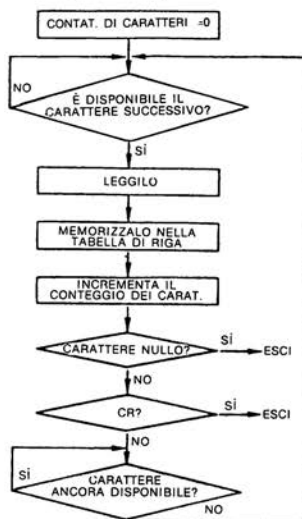 CONTAT. DI CARATTERI =0
NO
È DISPONIBILE IL
CARATTERE SUCCESSIVO?
SÌ
LEGGILO
MEMORIZZALO NELLA
TABELLA DI RIGA
INCREMENTA IL
CONTEGGIO DEI CARAT.
CARATTERE NULLO?
SÌ
ESCI
NO
CR?
SÌ
ESCI
NO
SÌ
CARATTERE
ANCORA DISPONIBILE?
NO